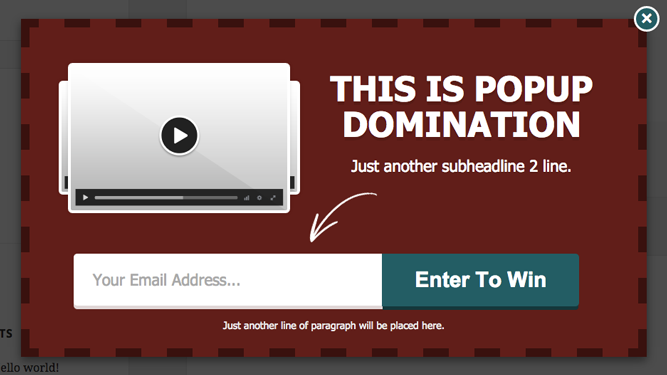 THIS IS POPUP
DOMINATION
Just another subheadline 2 line.
Your Email Address...
Enter To Win
Just another line of paragraph will be placed here.
TS
ello world!